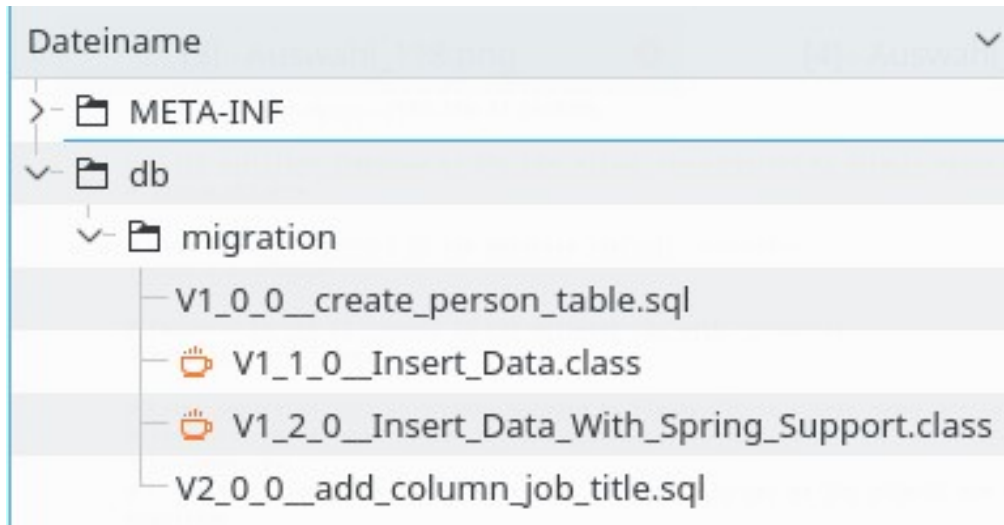 Dateiname
META-INF
db
migration
V1_0_0__create_person_table.sql
V1_1_0__Insert_Data.class
V1_2_0__Insert_Data_With_Spring_Support.class
V2_0_0__add_column_job_title.sql